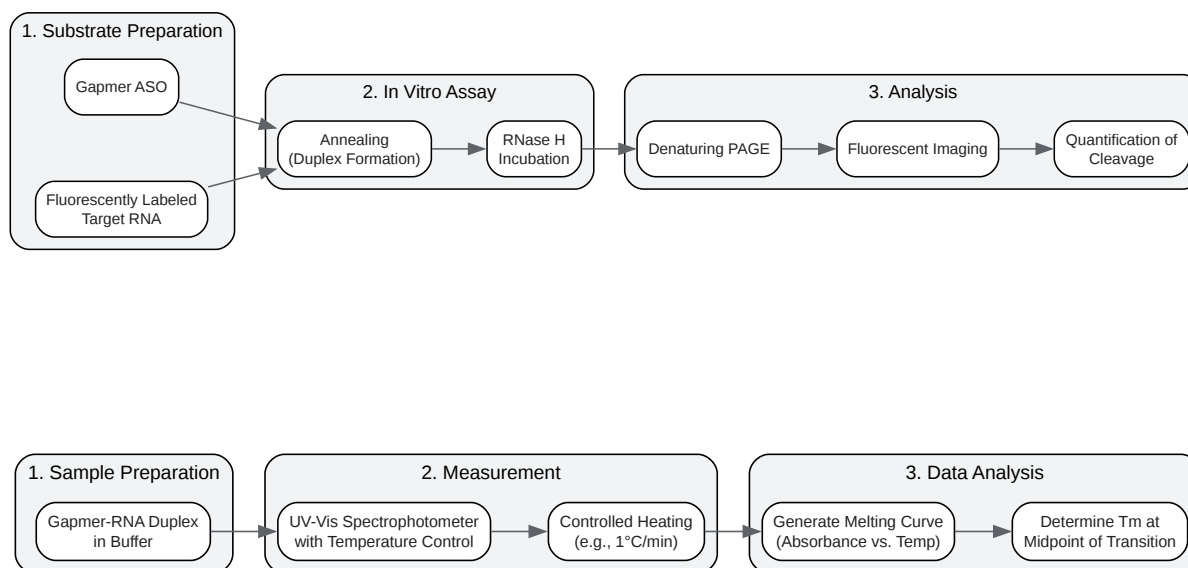 1. Substrate Preparation
Gapmer ASO
Fluorescently Labeled
Target RNA
2. In Vitro Assay
Annealing
(Duplex Formation)
RNase H
Incubation
3. Analysis
Denaturing PAGE
Fluorescent Imaging
Quantification of
Cleavage
1. Sample Preparation
Gapmer-RNA Duplex
in Buffer
2. Measurement
UV-Vis Spectrophotometer
with Temperature Control
Controlled Heating
(e.g., 1°C/min)
3. Data Analysis
Generate Melting Curve
(Absorbance vs. Temp)
Determine Tm at
Midpoint of Transition